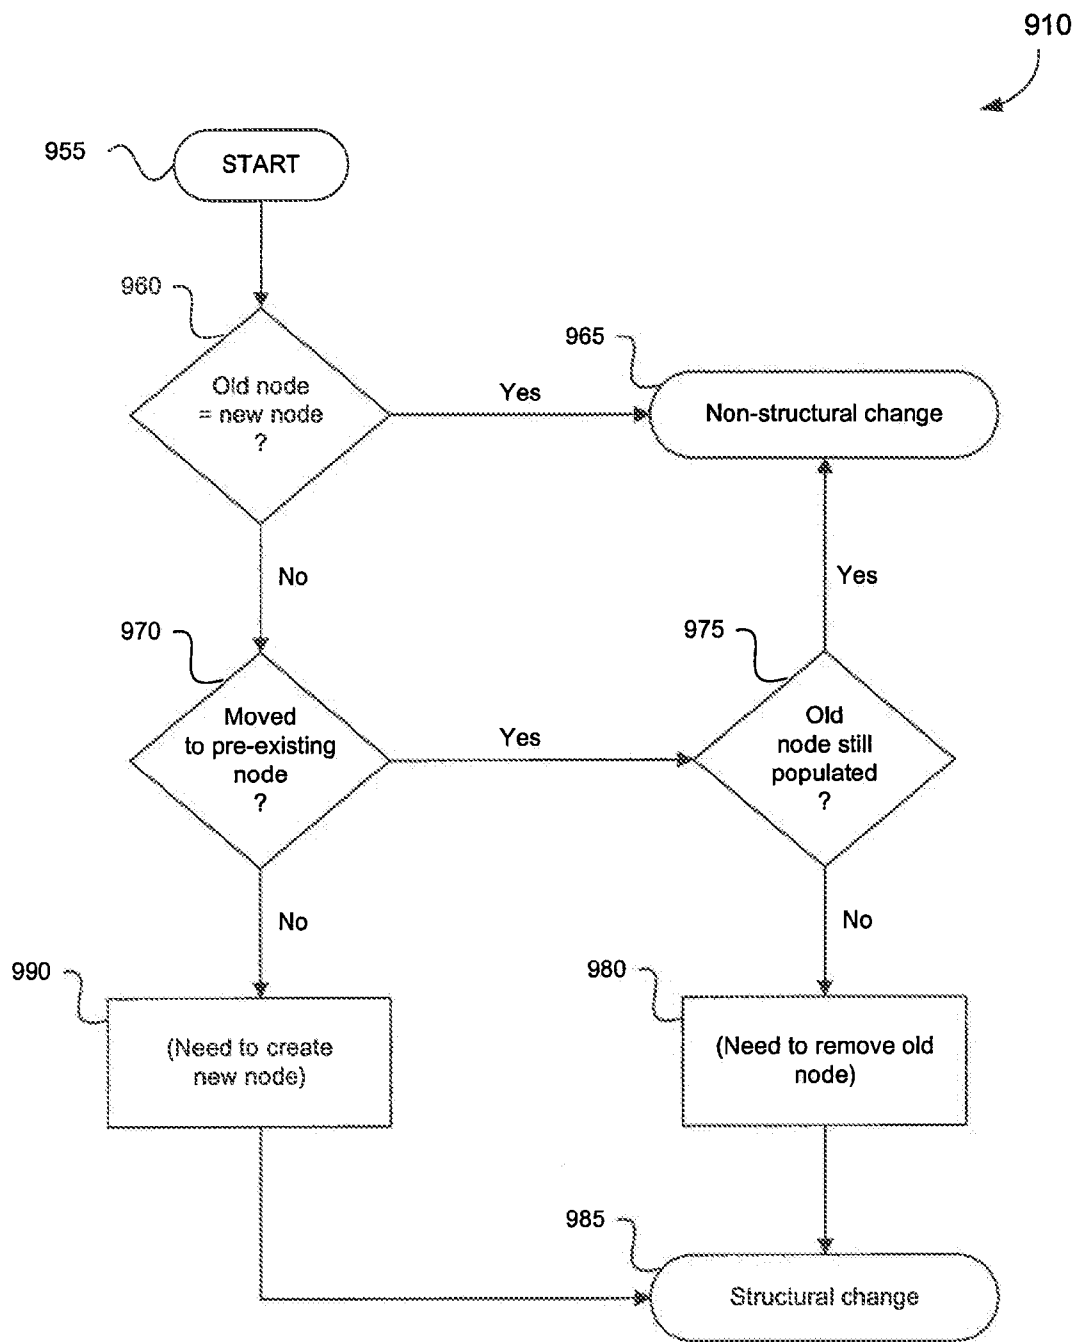 910
955
START
960
Old node
= new node
?
Yes
965
Non-structural change
No
Yes
970
Moved
to pre-existing
node
?
Yes
975
Old
node still
populated
?
No
No
990
(Need to create
new node)
980
(Need to remove old
node)
985
Structural change